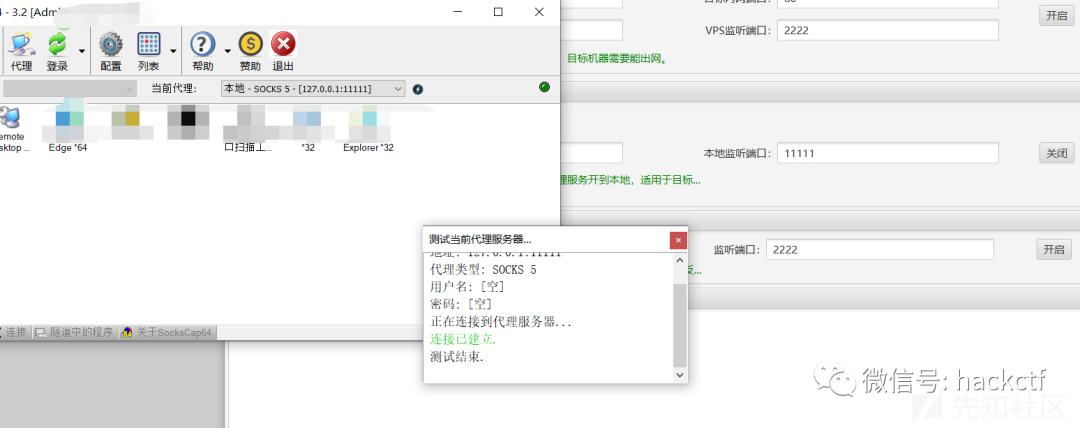 4 - 3.2 [Adm
代理 登录 配置 列表 帮助 赞助 退出
当前代理: 本地 - SOCKS 5 - [127.0.0.1:11111]
emote
sktop ... Edge *64 *32 Explorer *32
开启
VPS监听端口: 2222
目标机器需要能出网。
本地监听端口: 11111 关闭
服务开到本地，适用于目标...
监听端口: 2222 开启
测试当前代理服务器...
地址: 127.0.0.1:11111
代理类型: SOCKS 5
用户名: [空]
密码: [空]
正在连接到代理服务器...
连接已建立.
测试结束.
连接 隧道中的程序 关于SocksCap64
微信号: hackctf
先知社区